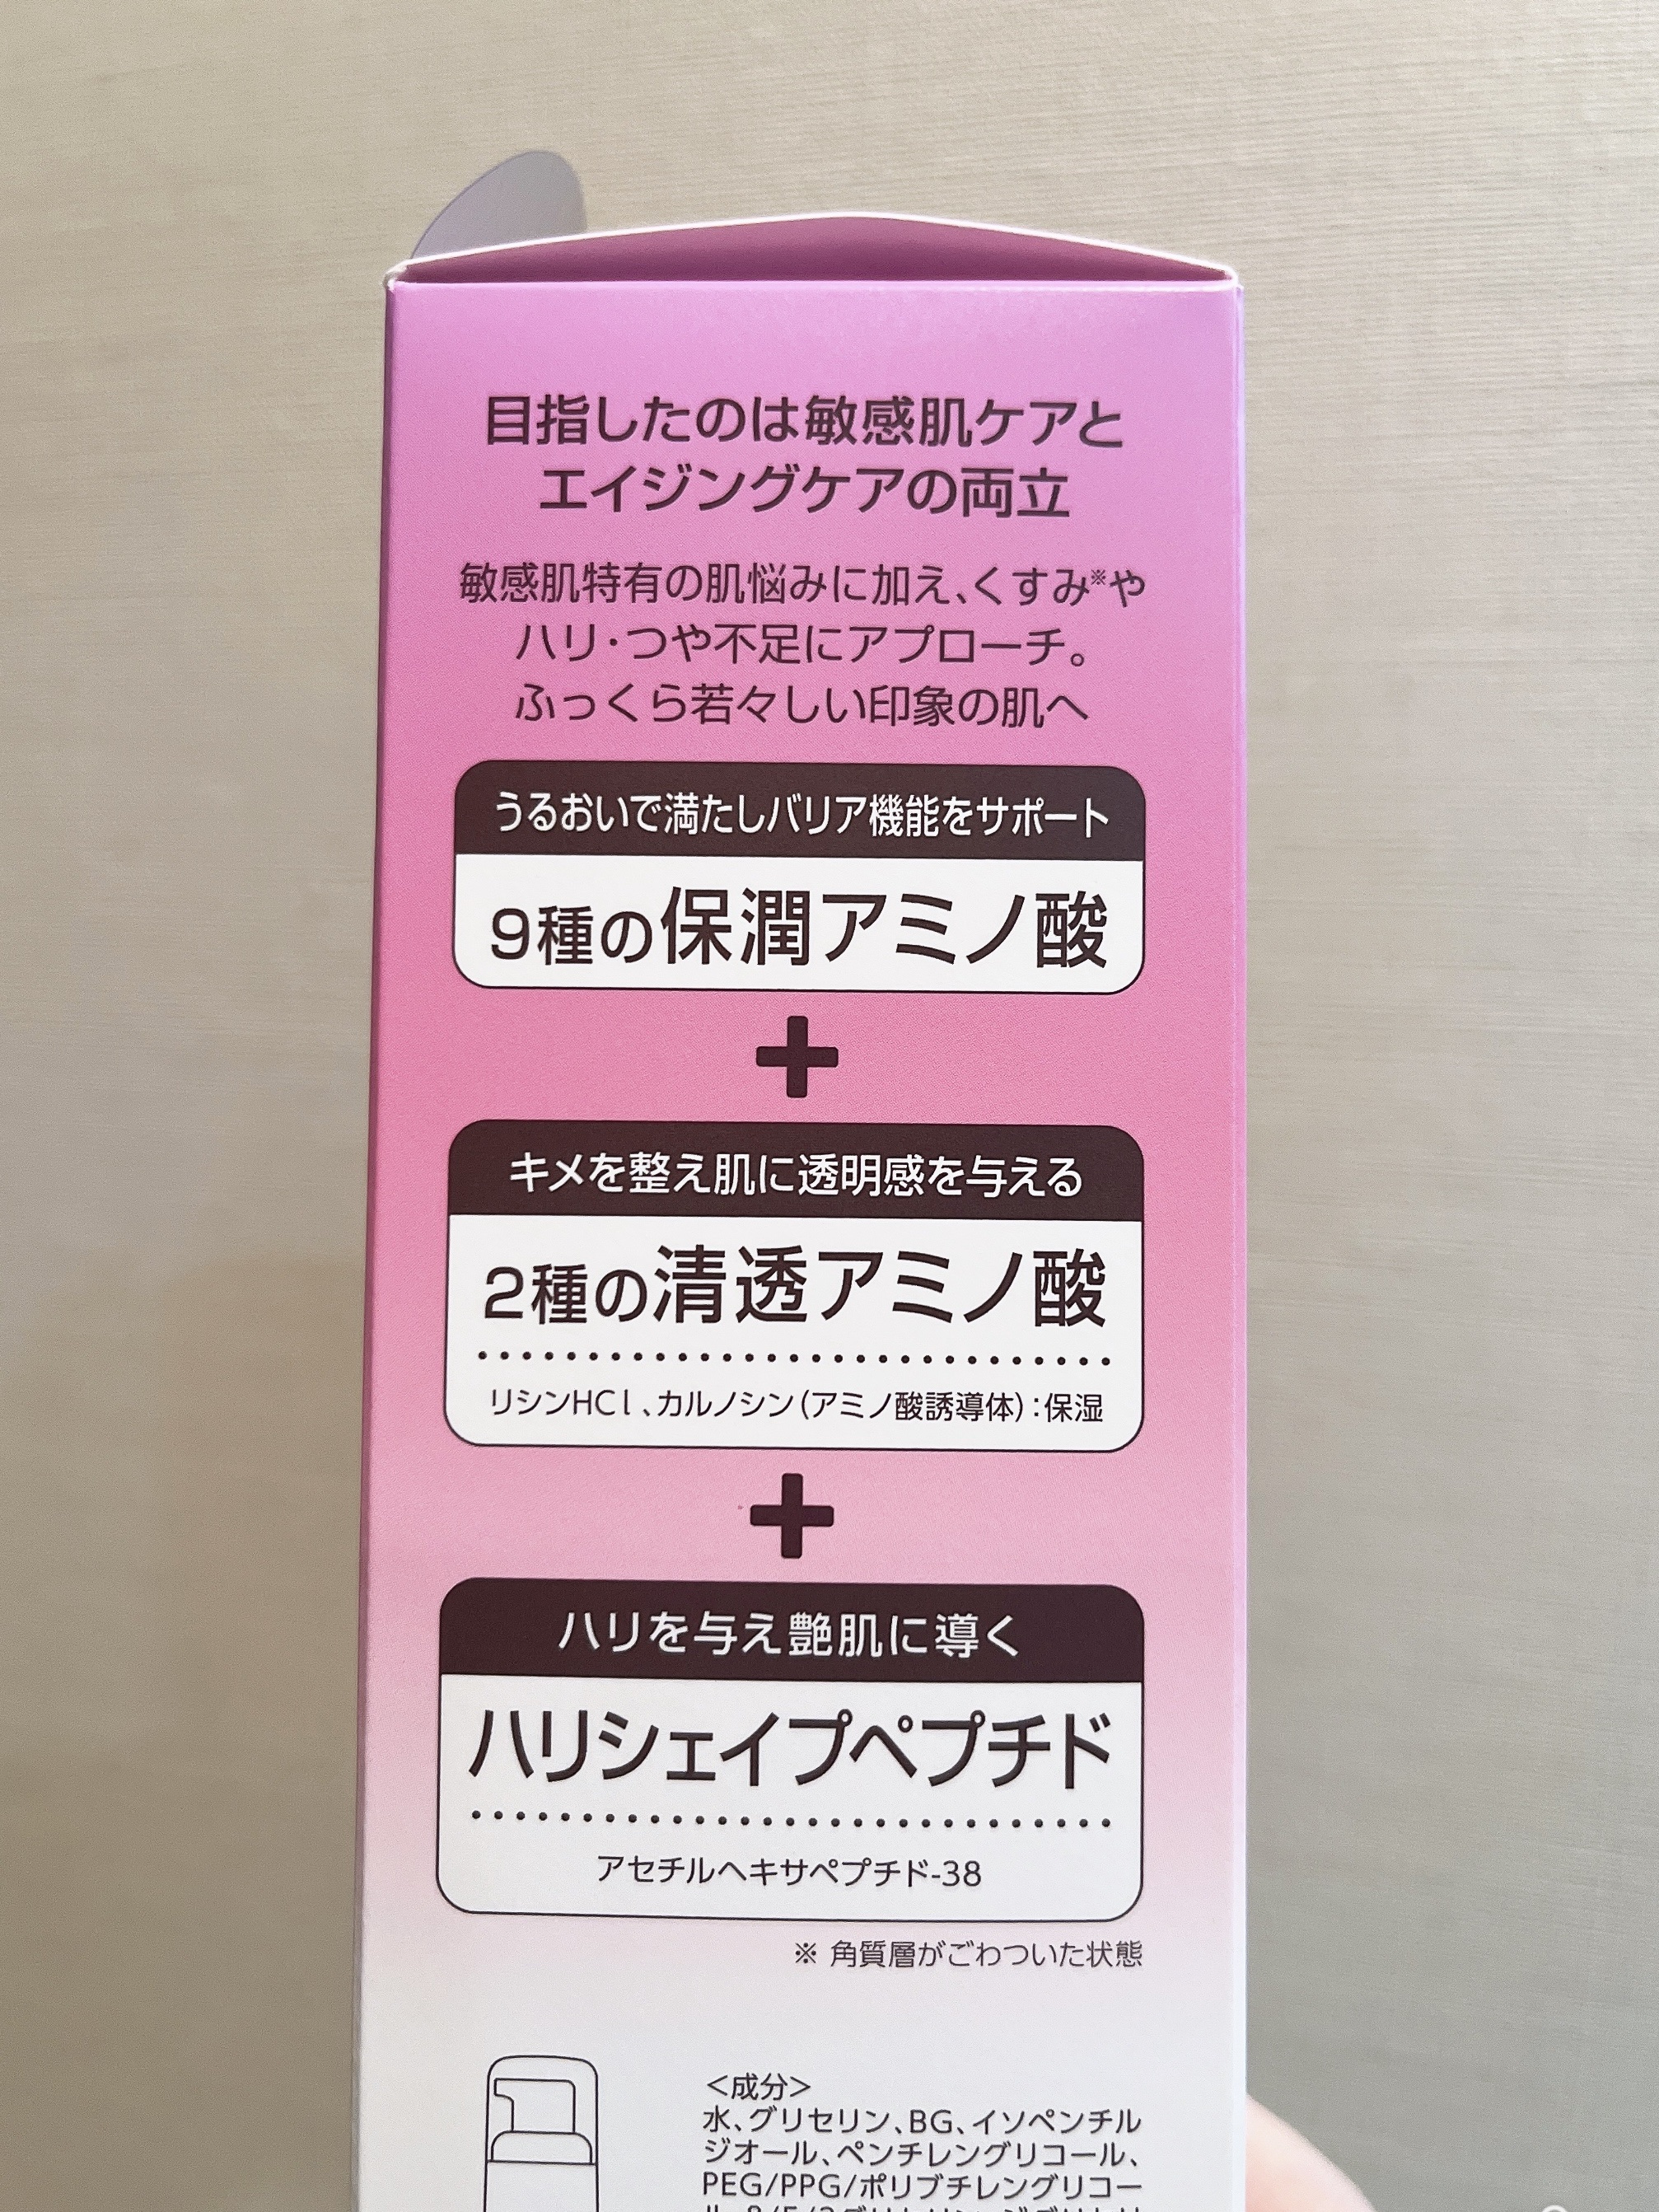 目指したのは敏感肌ケアと
エイジングケアの両立
敏感肌特有の肌悩みに加え、くすみ※や
ハリ・つや不足にアプローチ。
ふっくら若々しい印象の肌へ
うるおいで満たしバリア機能をサポート
9種の保潤アミノ酸
+
キメを整え肌に透明感を与える
2種の清透アミノ酸
リシンHCl、カルノシン(アミノ酸誘導体):保湿
+
ハリを与え艶肌に導く
ハリシェイプペプチド
アセチルヘキサペプチド-38
※ 角質層がごわついた状態
<成分>
水、グリセリン、BG、イソペンチル
ジオール、ペンチレングリコール、
PEG/PPG/ポリブチレングリコー